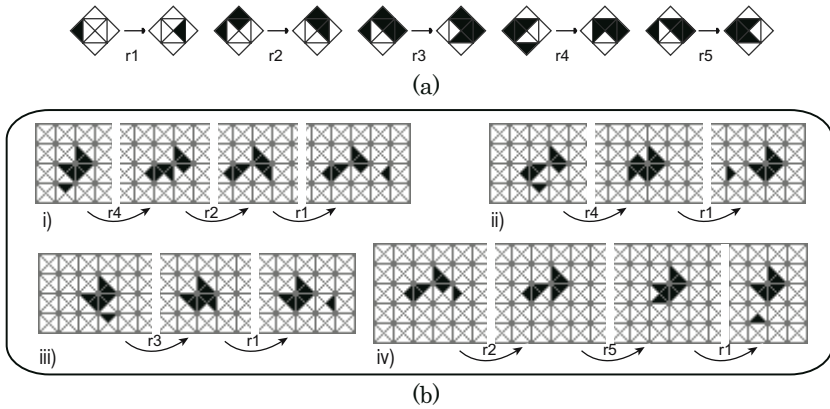 r1 r2 r3 r4 r5
(a)
i) r4 r2 r1
ii) r4 r1
iii) r3 r1
iv) r2 r5 r1
(b)